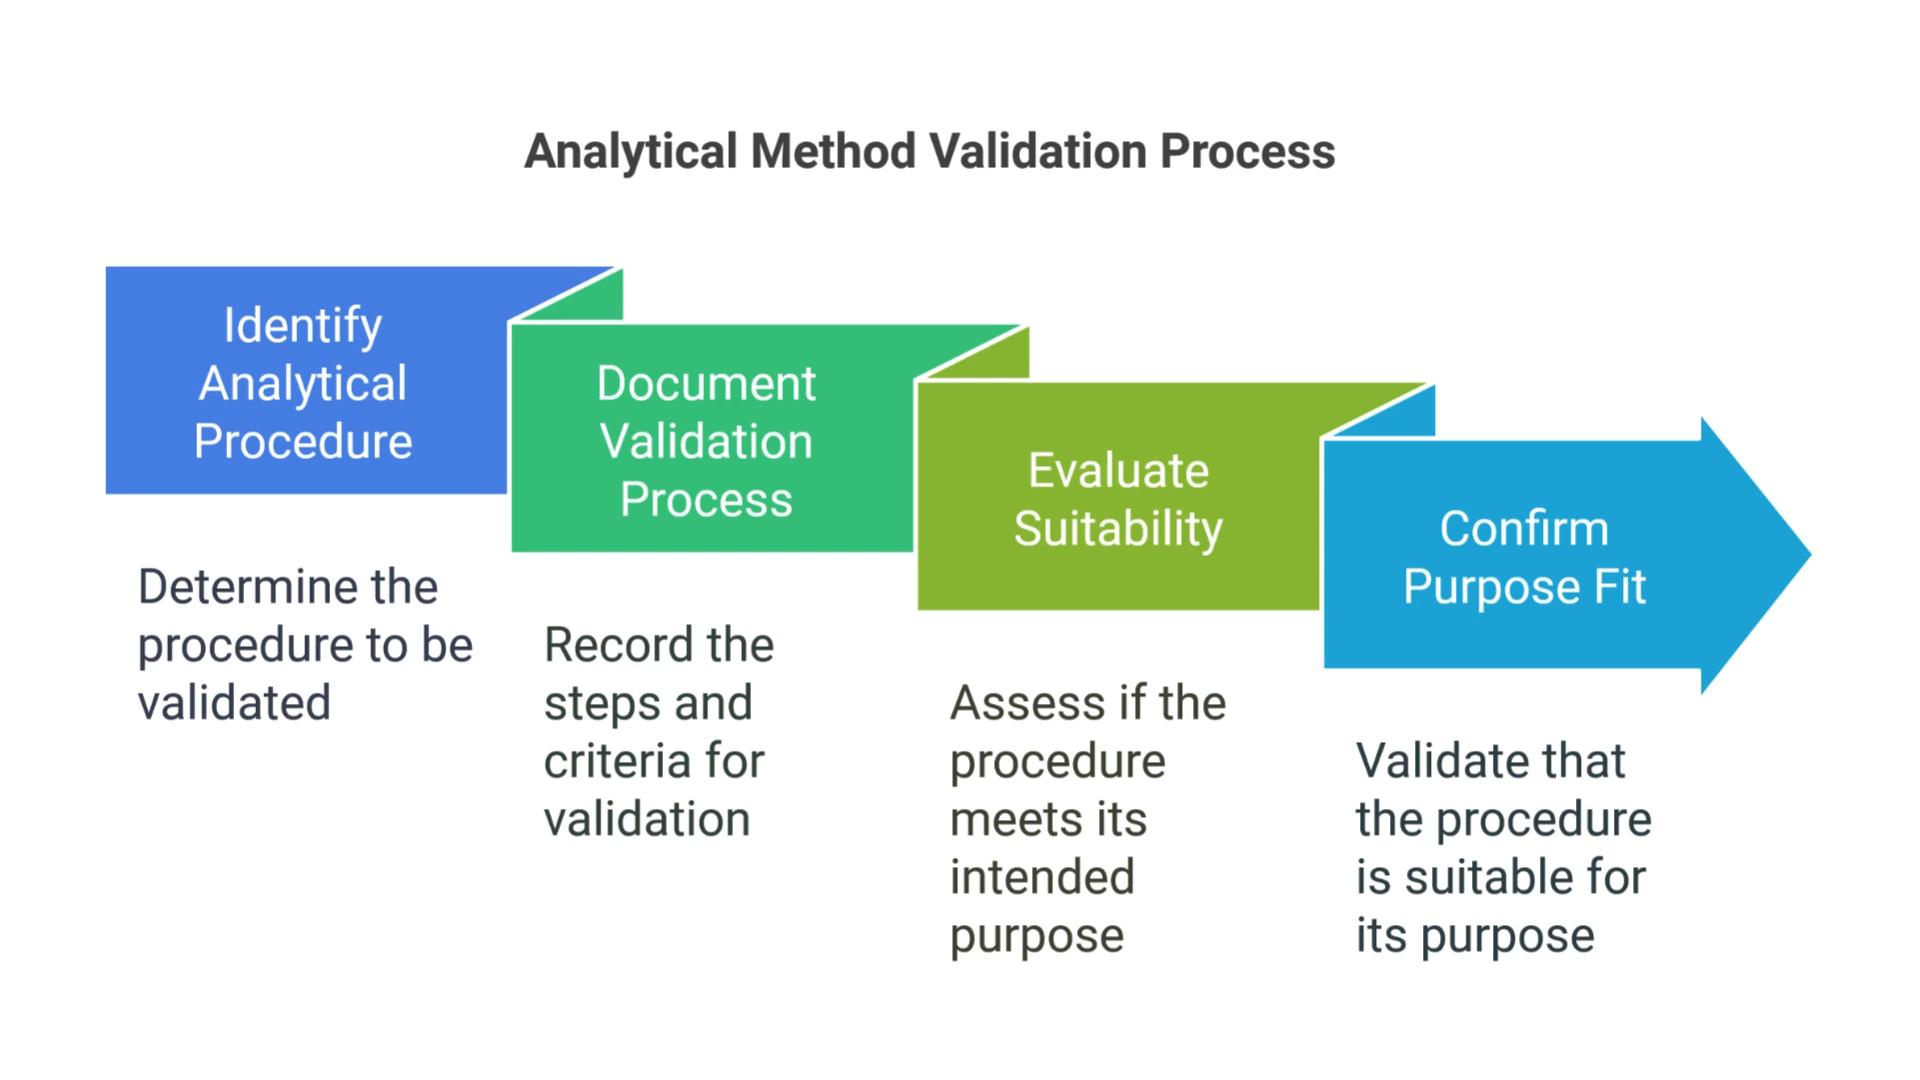 Analytical Method Validation Process
Identify
Analytical
Procedure
Determine the
procedure to be
validated
Document
Validation
Process
Record the
steps and
criteria for
validation
Evaluate
Suitability
Assess if the
procedure
meets its
intended
purpose
Confirm
Purpose Fit
Validate that
the procedure
is suitable for
its purpose